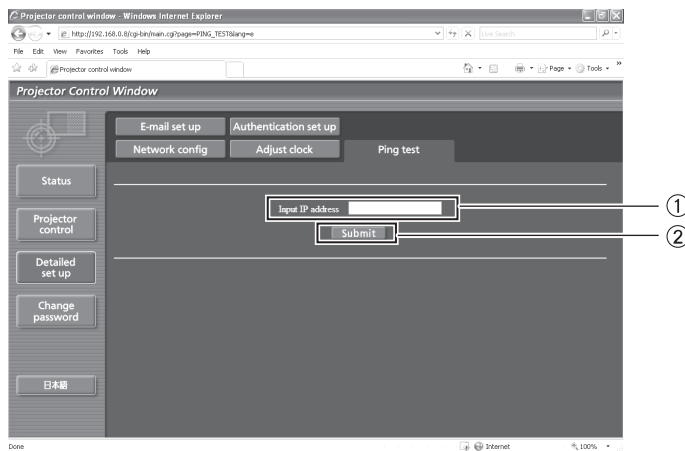 Projector control window - Windows Internet Explorer
http://192.168.0.8/cgi-bin/main.cgi?page=PING_TEST&lang=e
Live Search
File Edit View Favorites Tools Help
Projector control window
Page Tools »
Projector Control Window
E-mail set up Authentication set up
Network config Adjust clock Ping test
Status
Projector
control
Detailed
set up
Change
password
日本語
Input IP address
Submit
①
②
Done Internet 100%